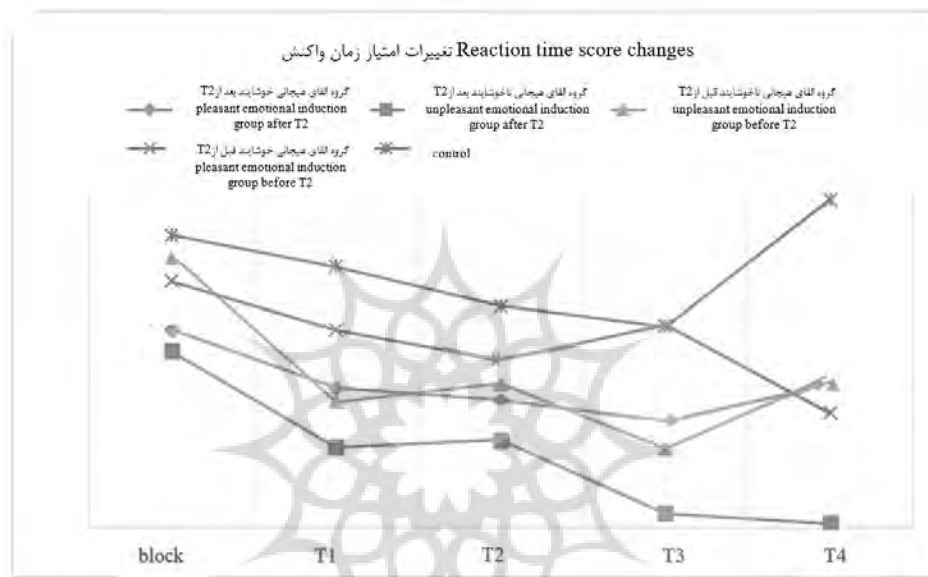 تغییرات امتیاز زمان واکنش Reaction time score changes
گروه القای هیجانی خوشایند بعد از T2
pleasant emotional induction
group after T2
گروه القای هیجانی ناخوشایند بعد از T2
unpleasant emotional induction
group after T2
گروه القای هیجانی ناخوشایند قبل از T2
unpleasant emotional induction
group before T2
گروه القای هیجانی خوشایند قبل از T2
pleasant emotional induction
group before T2
control
block T1 T2 T3 T4